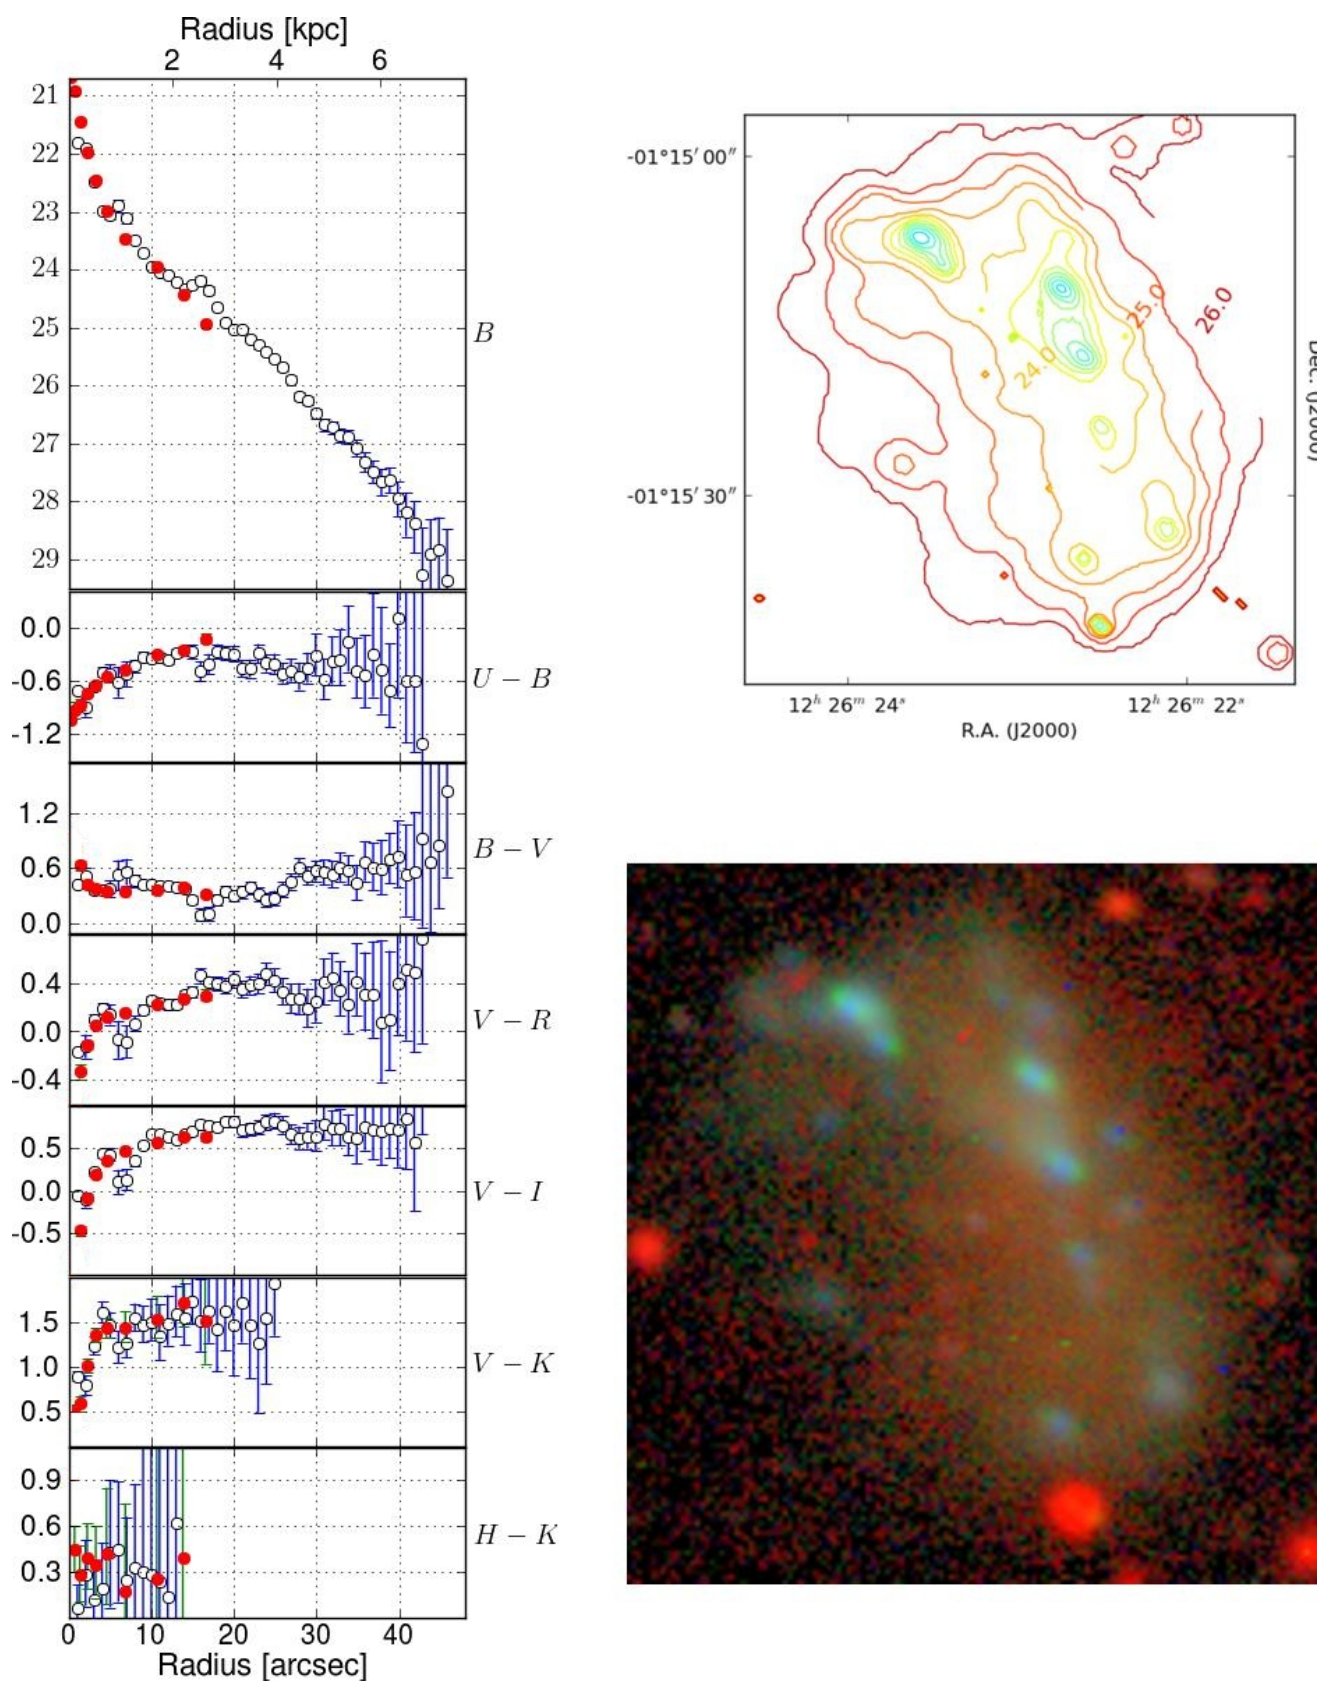 Radius [kpc]
2 4 6
21
22
23
24
25
26
27
28
29
B
0.0
-0.6
-1.2
U − B
1.2
0.6
0.0
B − V
0.4
0.0
-0.4
V − R
0.5
0.0
-0.5
V − I
1.5
1.0
0.5
V − K
0.9
0.6
0.3
H − K
0 10 20 30 40
Radius [arcsec]
-01°15′ 00″
-01°15′ 30″
24.0
25.0
26.0
12ʰ 26ᵐ 24ˢ 12ʰ 26ᵐ 22ˢ
R.A. (J2000)
Dec. (J2000)